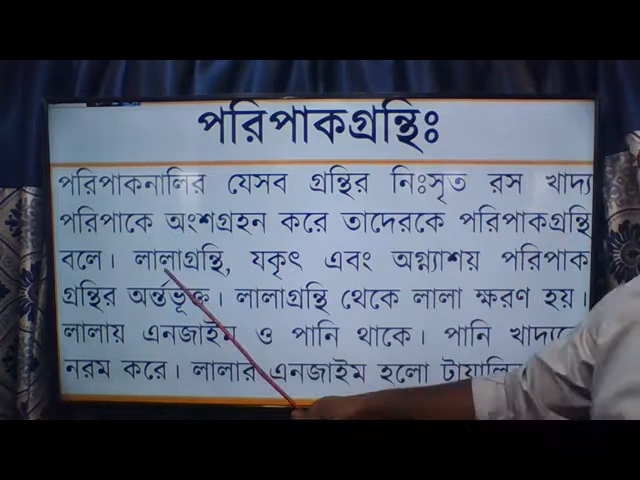 পরিপাকগ্রন্থিঃ
পরিপাকনালির যেসব গ্রন্থির নিঃসৃত রস খাদ্য
পরিপাকে অংশগ্রহন করে তাদেরকে পরিপাকগ্রন্থি
বলে। লালাগ্রন্থি, যকৃৎ এবং অগ্ন্যাশয় পরিপাক
গ্রন্থির অর্ন্তভূক্ত। লালাগ্রন্থি থেকে লালা ক্ষরণ হয়।
লালায় এনজাইম ও পানি থাকে। পানি
নরম করে। লালার এনজাইম হলো